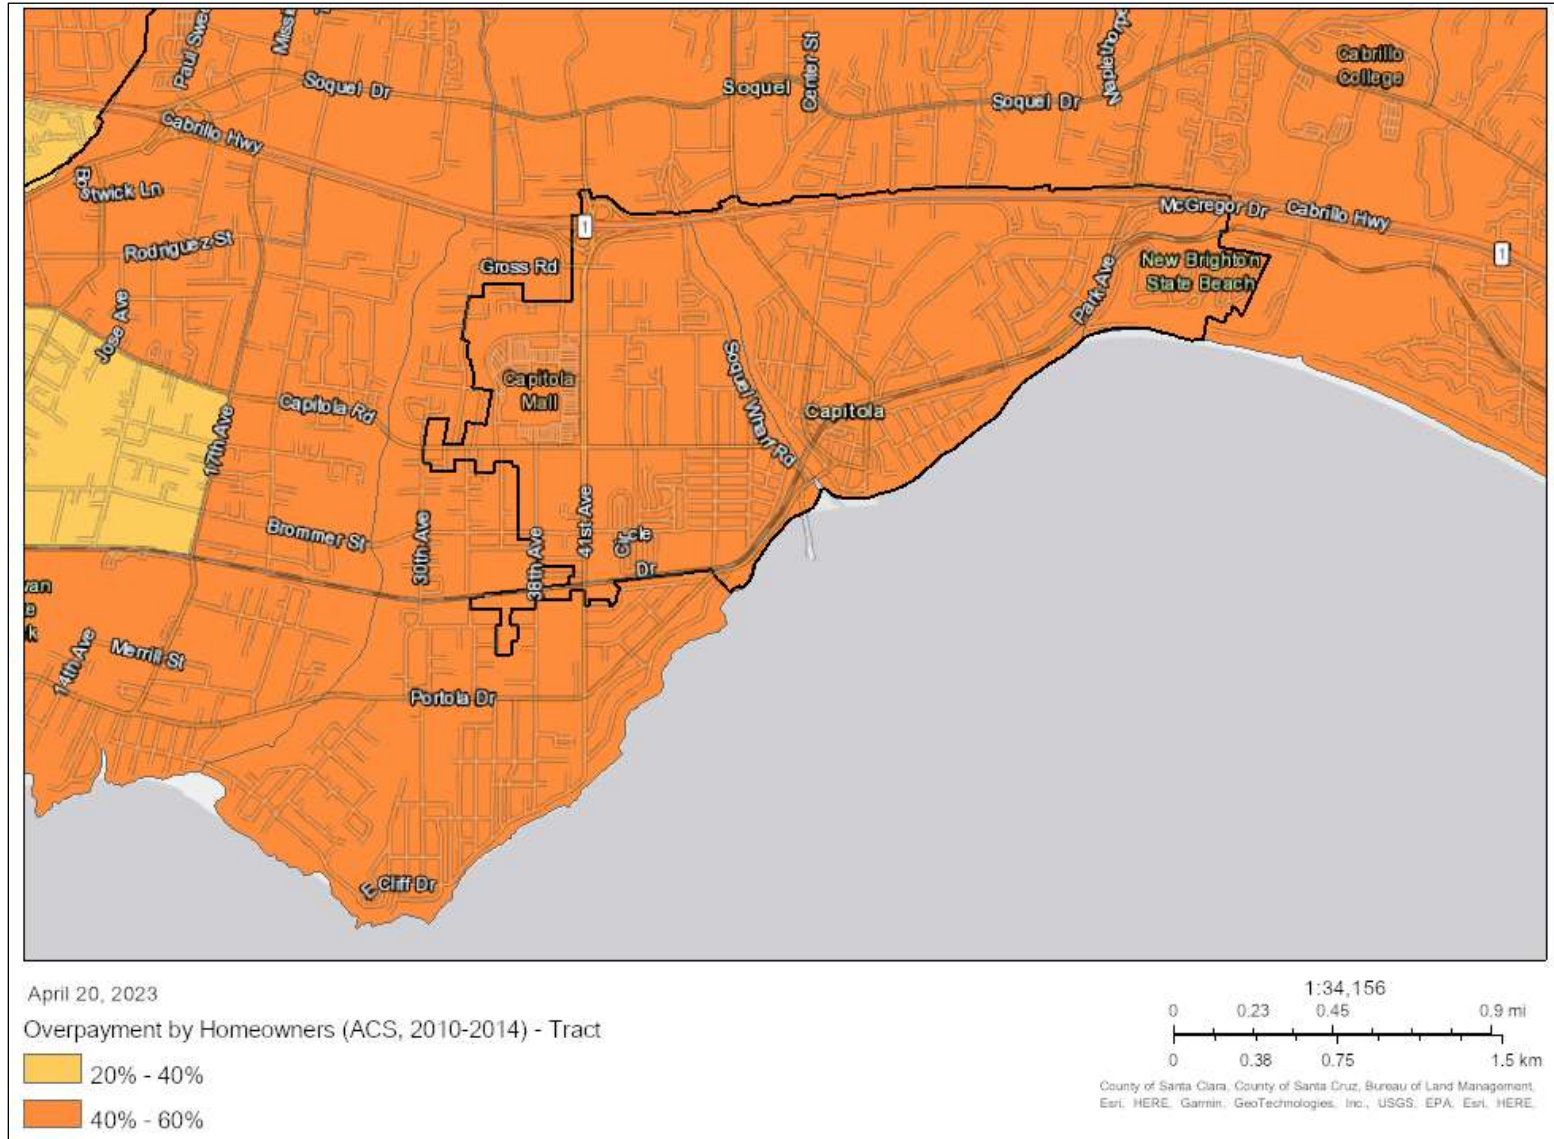 Paul Swe
Soquel Dr
Soquel
Center St
Soquel Dr
Maplethorpe
Cabrillo
College
Cabrillo Hwy
Bostwick Ln
Rodriguez St
Gross Rd
1
McGregor Dr
Cabrillo Hwy
1
New Brighton
State Beach
Park Ave
Jose Ave
Capitola
Mall
Soquel Wharf Rd
Capitola
Capitola Rd
17th Ave
Brommer St
30th Ave
38th Ave
41st Ave
Circle
Dr
14th Ave
Merrill St
Portola Dr
E Cliff Dr
April 20, 2023
Overpayment by Homeowners (ACS, 2010-2014) - Tract
20% - 40%
40% - 60%
1:34,156
0 0.23 0.45 0.9 mi
0 0.38 0.75 1.5 km
County of Santa Clara, County of Santa Cruz, Bureau of Land Management,
Esri, HERE, Garmin, GeoTechnologies, Inc., USGS, EPA, Esri, HERE,